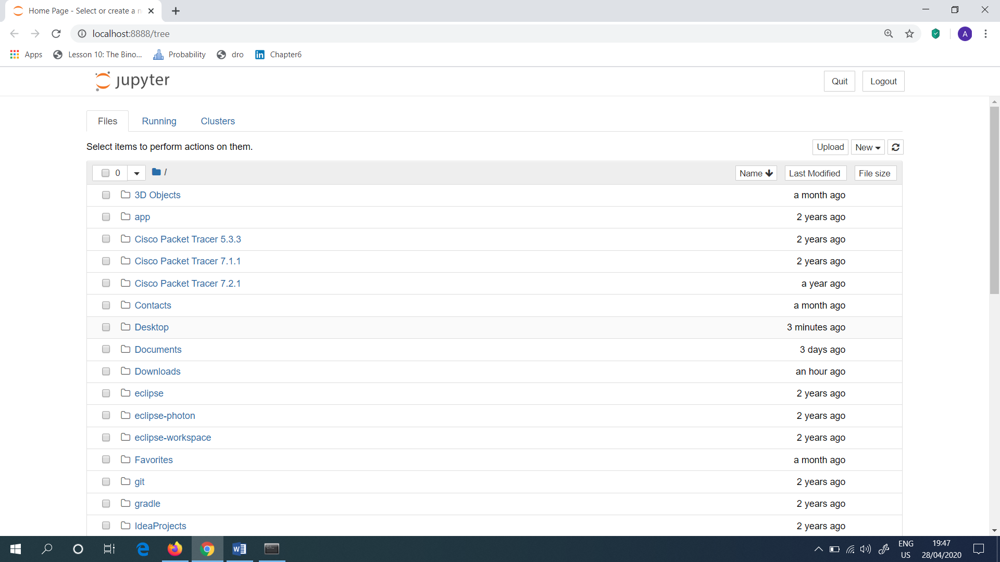 Home Page - Select or create a n
localhost:8888/tree
A
Apps Lesson 10: The Bino... Probability dro in Chapter6
jupyter Quit Logout
Files Running Clusters
Select items to perform actions on them. Upload New
0 / Name Last Modified File size
3D Objects a month ago
app 2 years ago
Cisco Packet Tracer 5.3.3 2 years ago
Cisco Packet Tracer 7.1.1 2 years ago
Cisco Packet Tracer 7.2.1 a year ago
Contacts a month ago
Desktop 3 minutes ago
Documents 3 days ago
Downloads an hour ago
eclipse 2 years ago
eclipse-photon 2 years ago
eclipse-workspace 2 years ago
Favorites a month ago
git 2 years ago
gradle 2 years ago
IdeaProjects 2 years ago
ENG 19:47
US 28/04/2020